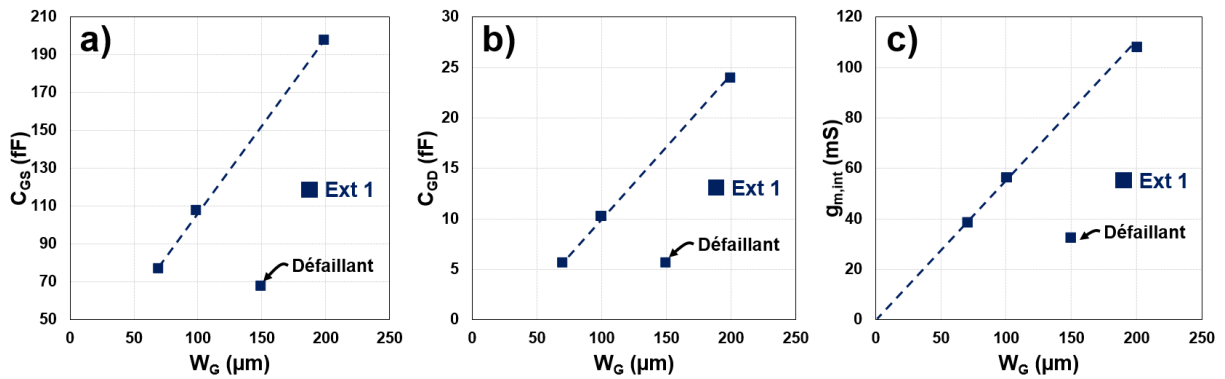 a)
C_GS (fF)
210
190
170
150
130
110
90
70
50
0
50
100
150
200
250
W_G (µm)
Ext 1
Défaillant
b)
C_GD (fF)
30
25
20
15
10
5
0
0
50
100
150
200
250
W_G (µm)
Ext 1
Défaillant
c)
g_m,int (mS)
120
100
80
60
40
20
0
0
50
100
150
200
250
W_G (µm)
Ext 1
Défaillant